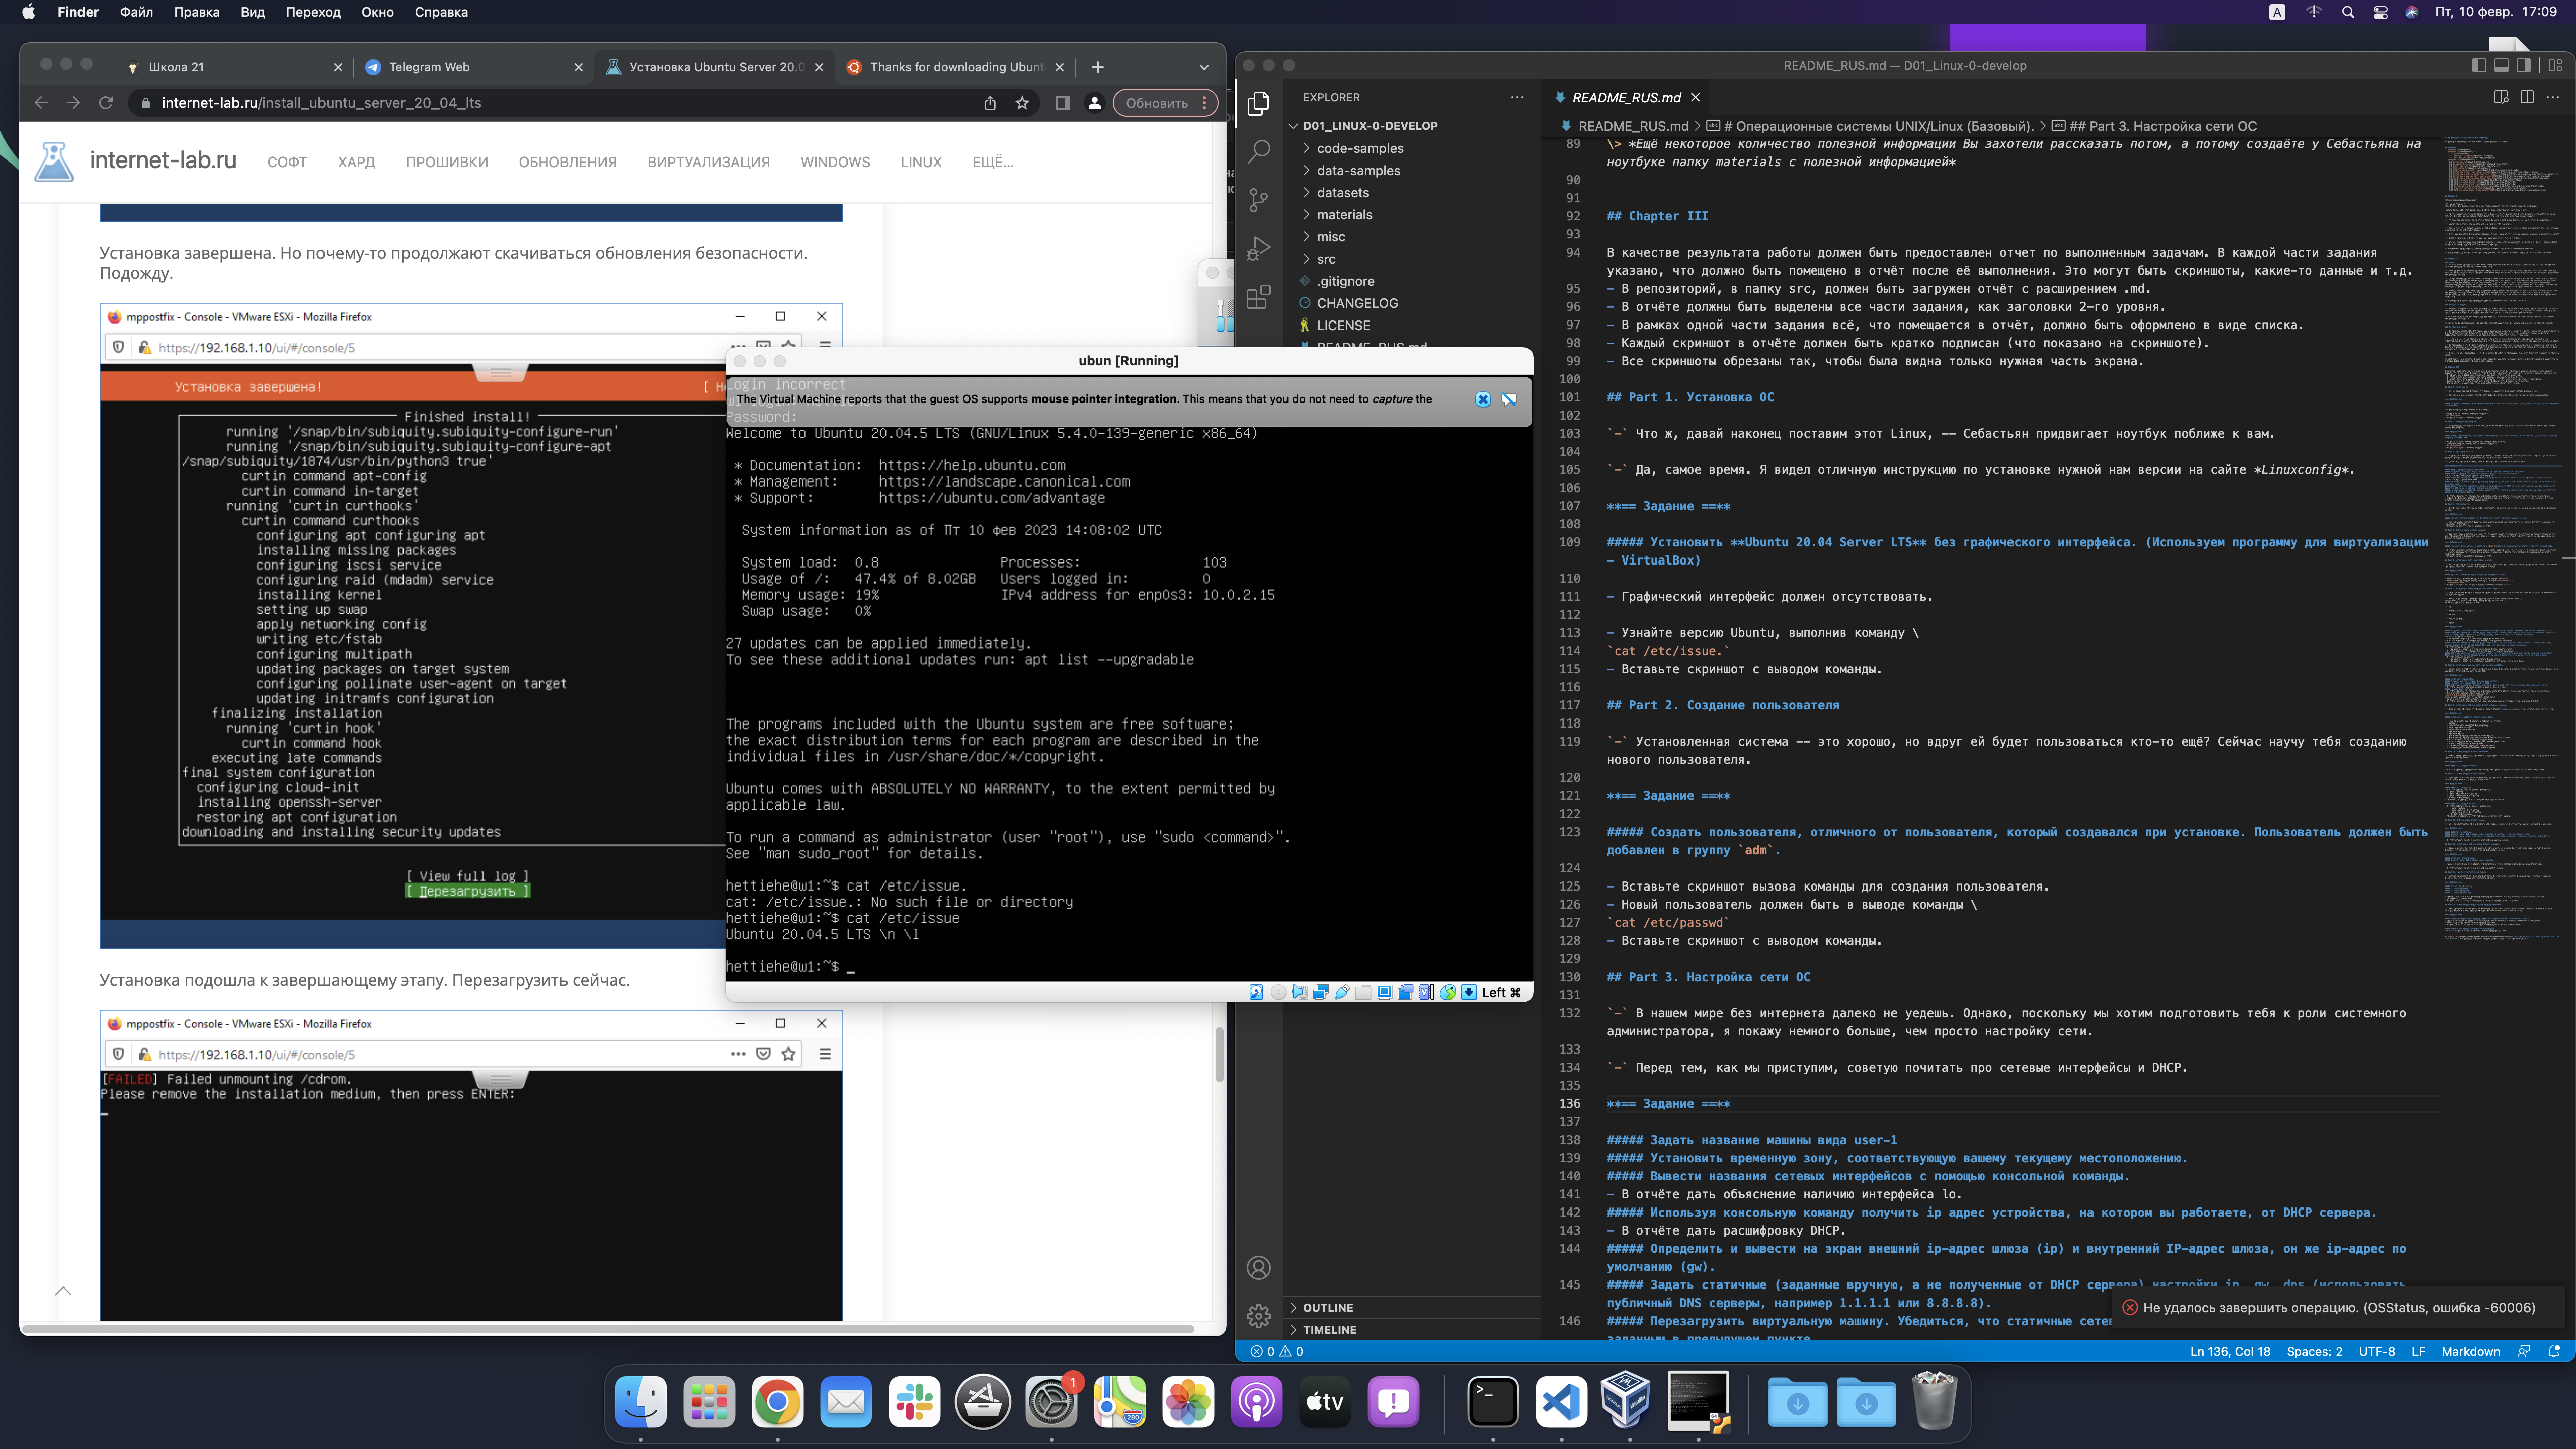 Finder Файл Правка Вид Переход Окно Справка
A Пт, 10 февр. 17:09
Школа 21
Telegram Web
Установка Ubuntu Server 20.0
Thanks for downloading Ubunt
internet-lab.ru/install_ubuntu_server_20_04_lts
Обновить
internet-lab.ru СОФТ ХАРД ПРОШИВКИ ОБНОВЛЕНИЯ ВИРТУАЛИЗАЦИЯ WINDOWS LINUX ЕЩЁ...
Установка завершена. Но почему-то продолжают скачиваться обновления безопасности.
Подожду.
mppostfix - Console - VMware ESXi - Mozilla Firefox
https://192.168.1.10/ui/#/console/5
Установка завершена! [ Не
Finished install!
running '/snap/bin/subiquity.subiquity-configure-run'
running '/snap/bin/subiquity.subiquity-configure-apt
/snap/subiquity/1874/usr/bin/python3 true'
curtin command apt-config
curtin command in-target
running 'curtin curthooks'
curtin command curthooks
configuring apt configuring apt
installing missing packages
configuring iscsi service
configuring raid (mdadm) service
installing kernel
setting up swap
apply networking config
writing etc/fstab
configuring multipath
updating packages on target system
configuring pollinate user-agent on target
updating initramfs configuration
finalizing installation
running 'curtin hook'
curtin command hook
executing late commands
final system configuration
configuring cloud-init
installing openssh-server
restoring apt configuration
downloading and installing security updates
[ View full log ]
[ Перезагрузить ]
Установка подошла к завершающему этапу. Перезагрузить сейчас.
mppostfix - Console - VMware ESXi - Mozilla Firefox
https://192.168.1.10/ui/#/console/5
[FAILED] Failed unmounting /cdrom.
Please remove the installation medium, then press ENTER:
ubun [Running]
Login incorrect
The Virtual Machine reports that the guest OS supports mouse pointer integration. This means that you do not need to capture the
Password:
Welcome to Ubuntu 20.04.5 LTS (GNU/Linux 5.4.0-139-generic x86_64)
* Documentation: https://help.ubuntu.com
* Management: https://landscape.canonical.com
* Support: https://ubuntu.com/advantage
System information as of Пт 10 фев 2023 14:08:02 UTC
System load: 0.8 Processes: 103
Usage of /: 47.4% of 8.02GB Users logged in: 0
Memory usage: 19% IPv4 address for enp0s3: 10.0.2.15
Swap usage: 0%
27 updates can be applied immediately.
To see these additional updates run: apt list --upgradable
The programs included with the Ubuntu system are free software;
the exact distribution terms for each program are described in the
individual files in /usr/share/doc/*/copyright.
Ubuntu comes with ABSOLUTELY NO WARRANTY, to the extent permitted by
applicable law.
To run a command as administrator (user "root"), use "sudo <command>".
See "man sudo_root" for details.
hettiehe@w1:~$ cat /etc/issue.
cat: /etc/issue.: No such file or directory
hettiehe@w1:~$ cat /etc/issue
Ubuntu 20.04.5 LTS \n \l
hettiehe@w1:~$ _
Left ⌘
README_RUS.md — D01_Linux-0-develop
EXPLORER
D01_LINUX-0-DEVELOP
code-samples
data-samples
datasets
materials
misc
src
.gitignore
CHANGELOG
LICENSE
README_RUS.md
OUTLINE
TIMELINE
README_RUS.md
README_RUS.md > # Операционные системы UNIX/Linux (Базовый). > ## Part 3. Настройка сети ОС
89 \> *Ещё некоторое количество полезной информации Вы захотели рассказать потом, а потому создаёте у Себастьяна на
ноутбуке папку materials с полезной информацией*
90
91
92 ## Chapter III
93
94 В качестве результата работы должен быть предоставлен отчет по выполненным задачам. В каждой части задания
указано, что должно быть помещено в отчёт после её выполнения. Это могут быть скриншоты, какие-то данные и т.д.
95 - В репозиторий, в папку src, должен быть загружен отчёт с расширением .md.
96 - В отчёте должны быть выделены все части задания, как заголовки 2-го уровня.
97 - В рамках одной части задания всё, что помещается в отчёт, должно быть оформлено в виде списка.
98 - Каждый скриншот в отчёте должен быть кратко подписан (что показано на скриншоте).
99 - Все скриншоты обрезаны так, чтобы была видна только нужная часть экрана.
100
101 ## Part 1. Установка ОС
102
103 `-` Что ж, давай наконец поставим этот Linux, -- Себастьян придвигает ноутбук поближе к вам.
104
105 `-` Да, самое время. Я видел отличную инструкцию по установке нужной нам версии на сайте *Linuxconfig*.
106
107 **== Задание ==**
108
109 ##### Установить **Ubuntu 20.04 Server LTS** без графического интерфейса. (Используем программу для виртуализации
- VirtualBox)
110
111 - Графический интерфейс должен отсутствовать.
112
113 - Узнайте версию Ubuntu, выполнив команду \
114 `cat /etc/issue.`
115 - Вставьте скриншот с выводом команды.
116
117 ## Part 2. Создание пользователя
118
119 `-` Установленная система -- это хорошо, но вдруг ей будет пользоваться кто-то ещё? Сейчас научу тебя созданию
нового пользователя.
120
121 **== Задание ==**
122
123 ##### Создать пользователя, отличного от пользователя, который создавался при установке. Пользователь должен быть
добавлен в группу `adm`.
124
125 - Вставьте скриншот вызова команды для создания пользователя.
126 - Новый пользователь должен быть в выводе команды \
127 `cat /etc/passwd`
128 - Вставьте скриншот с выводом команды.
129
130 ## Part 3. Настройка сети ОС
131
132 `-` В нашем мире без интернета далеко не уедешь. Однако, поскольку мы хотим подготовить тебя к роли системного
администратора, я покажу немного больше, чем просто настройку сети.
133
134 `-` Перед тем, как мы приступим, советую почитать про сетевые интерфейсы и DHCP.
135
136 **== Задание ==**
137
138 ##### Задать название машины вида user-1
139 ##### Установить временную зону, соответствующую вашему текущему местоположению.
140 ##### Вывести названия сетевых интерфейсов с помощью консольной команды.
141 - В отчёте дать объяснение наличию интерфейса lo.
142 ##### Используя консольную команду получить ip адрес устройства, на котором вы работаете, от DHCP сервера.
143 - В отчёте дать расшифровку DHCP.
144 ##### Определить и вывести на экран внешний ip-адрес шлюза (ip) и внутренний IP-адрес шлюза, он же ip-адрес по
умолчанию (gw).
145 ##### Задать статичные (заданные вручную, а не полученные от DHCP сервера) настройки ip, gw, dns (использовать
публичный DNS серверы, например 1.1.1.1 или 8.8.8.8).
146 ##### Перезагрузить виртуальную машину. Убедиться, что статичные сете
заданным в предыдущем пункте
Не удалось завершить операцию. (OSStatus, ошибка -60006)
0 0 Ln 136, Col 18 Spaces: 2 UTF-8 LF Markdown
1
280
tv
>_